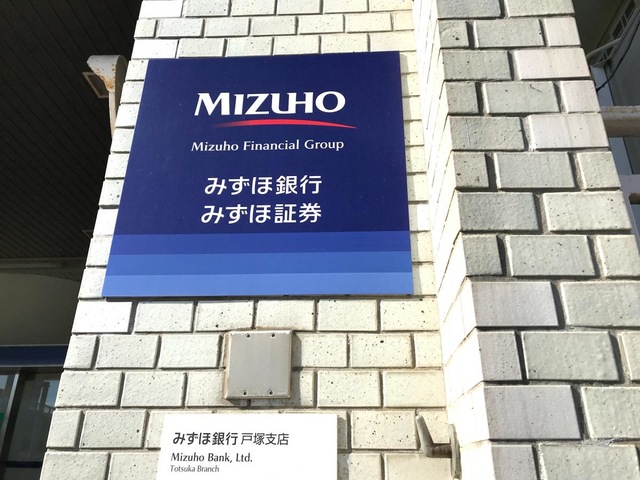 MIZUHO
Mizuho Financial Group
みずほ銀行
みずほ証券
みずほ銀行 戸塚支店
Mizuho Bank, Ltd.
Totsuka Branch